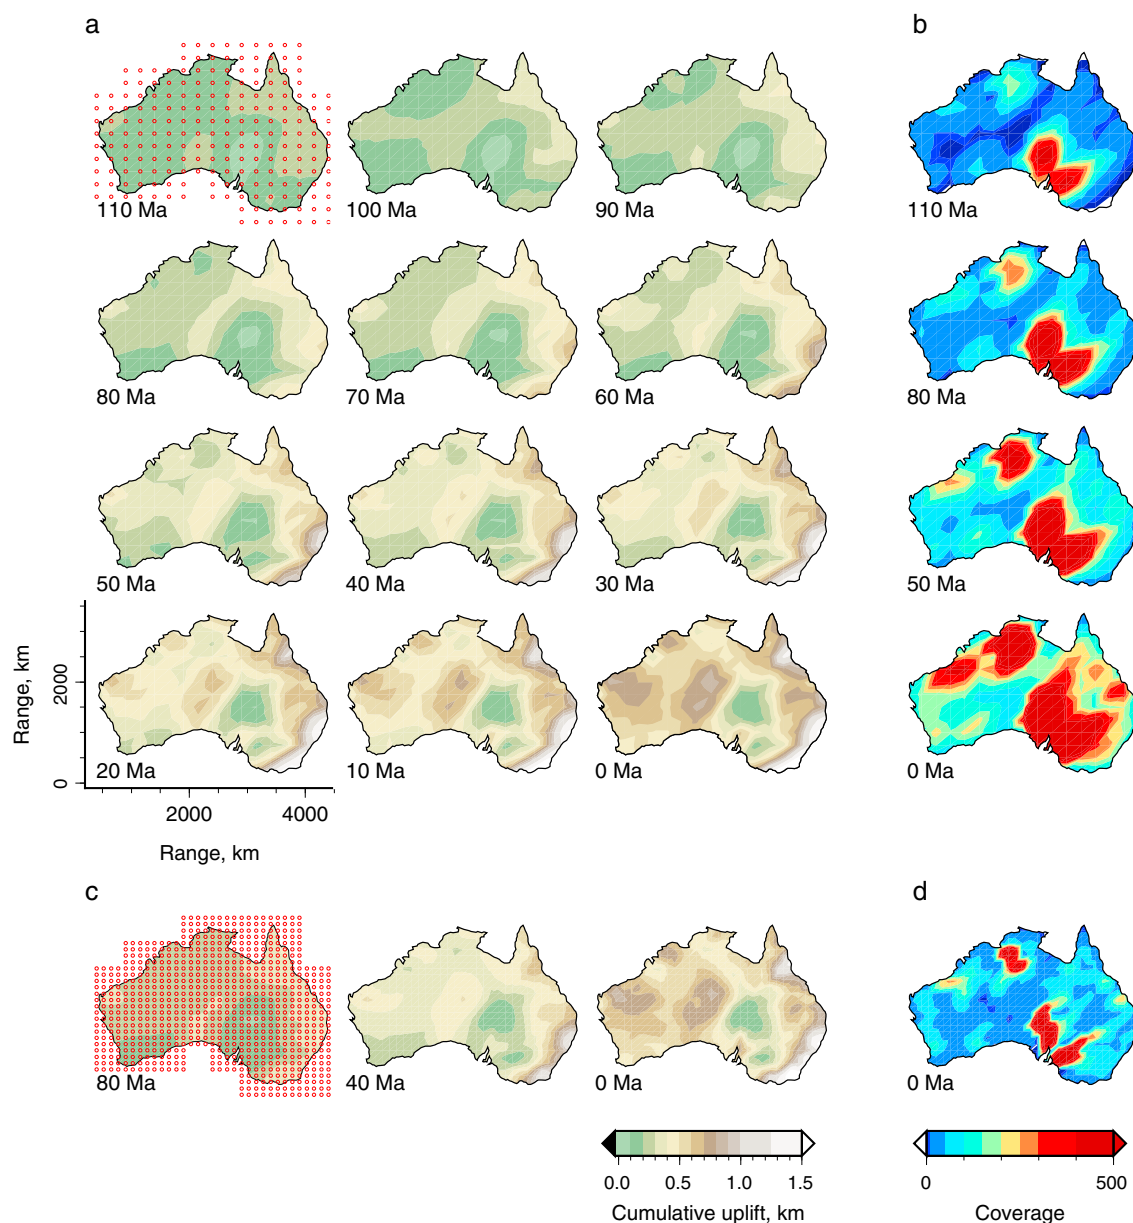 a
b
110 Ma
100 Ma
90 Ma
110 Ma
80 Ma
70 Ma
60 Ma
80 Ma
50 Ma
40 Ma
30 Ma
50 Ma
Range, km
2000
0
20 Ma
10 Ma
0 Ma
0 Ma
2000 4000
Range, km
c
d
80 Ma
40 Ma
0 Ma
0 Ma
0.0 0.5 1.0 1.5
0 500
Cumulative uplift, km
Coverage